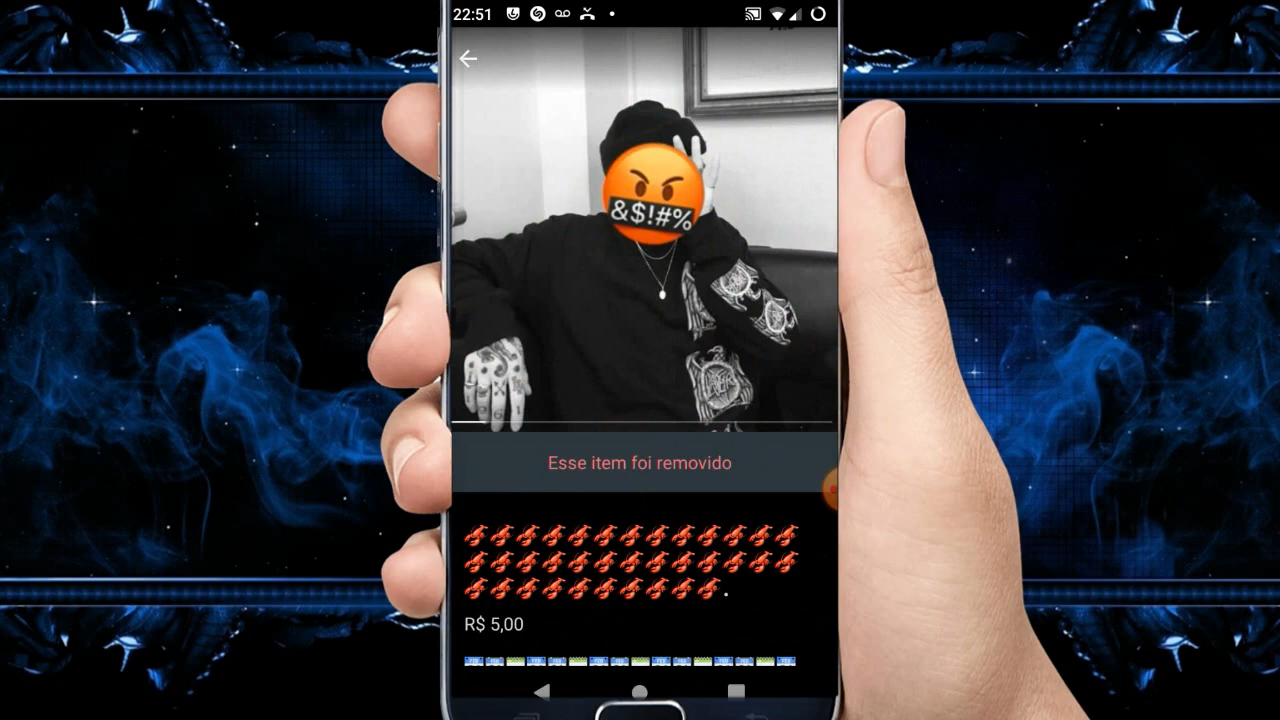 22:51
&$!#%
Esse item foi removido
.
R$ 5,00